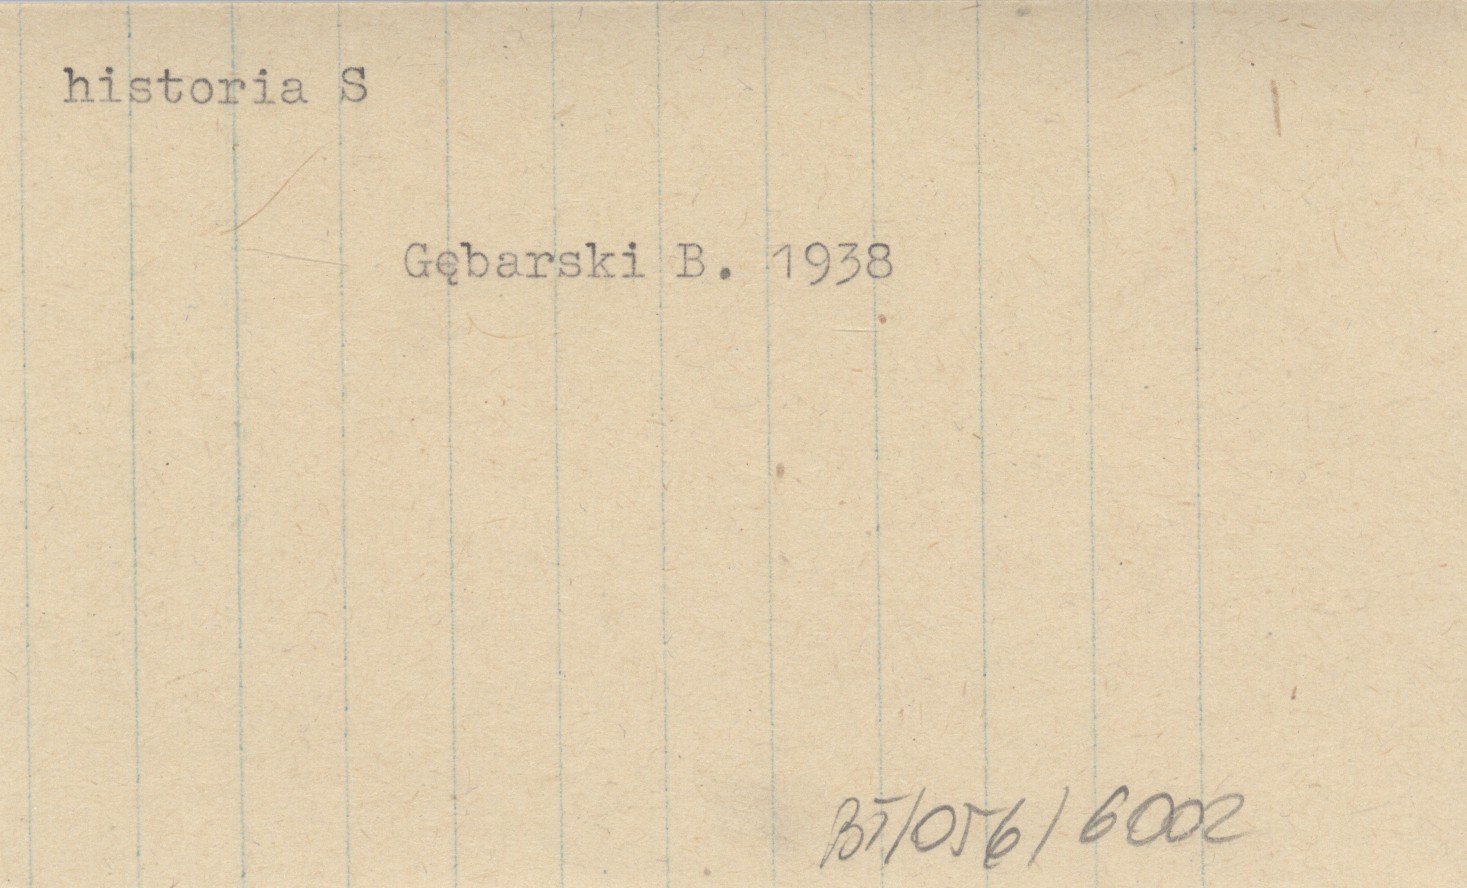 historia S
Gębarski B. 1938
BT/056/6002